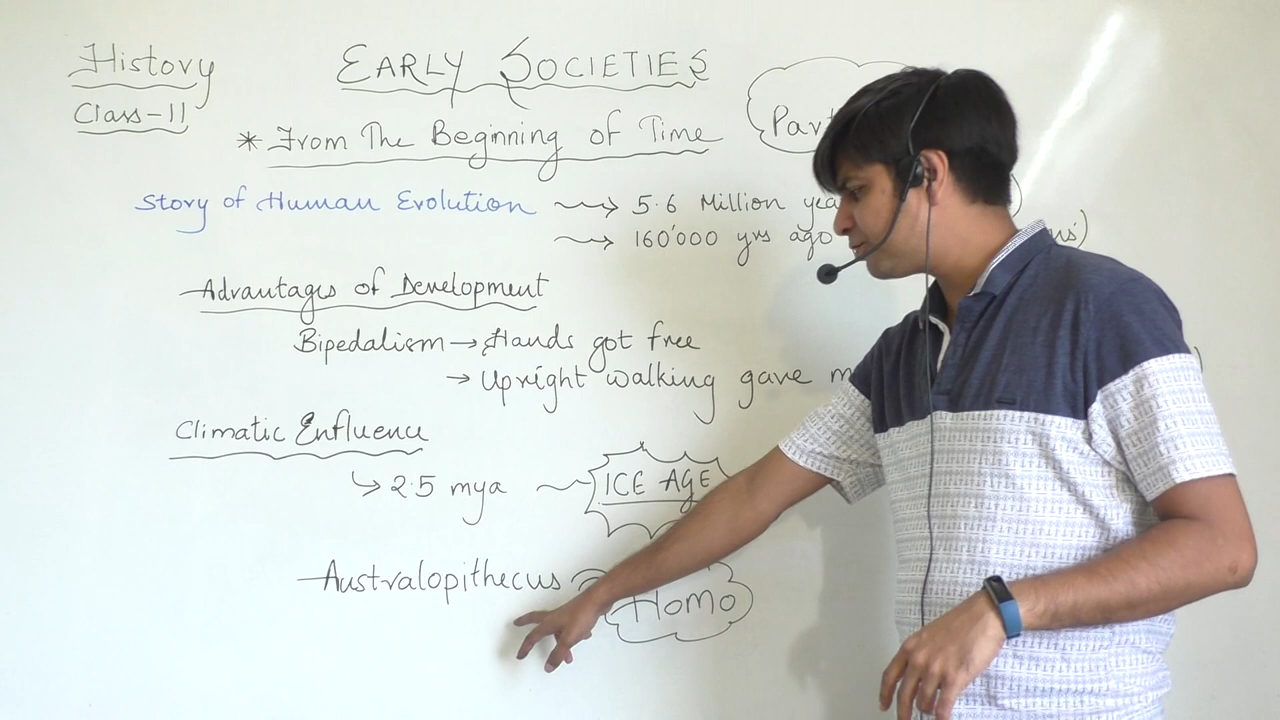 History
Class-11
EARLY SOCIETIES
Part
* From The Beginning of Time
Story of Human Evolution → 5.6 Million
→ 160'000 yrs ago
Advantages of Development
Bipedalism → Hands got free
→ Upright walking gave
Climatic Influence
↳ 2.5 mya ~ ICE AGE
Australopithecus
Homo